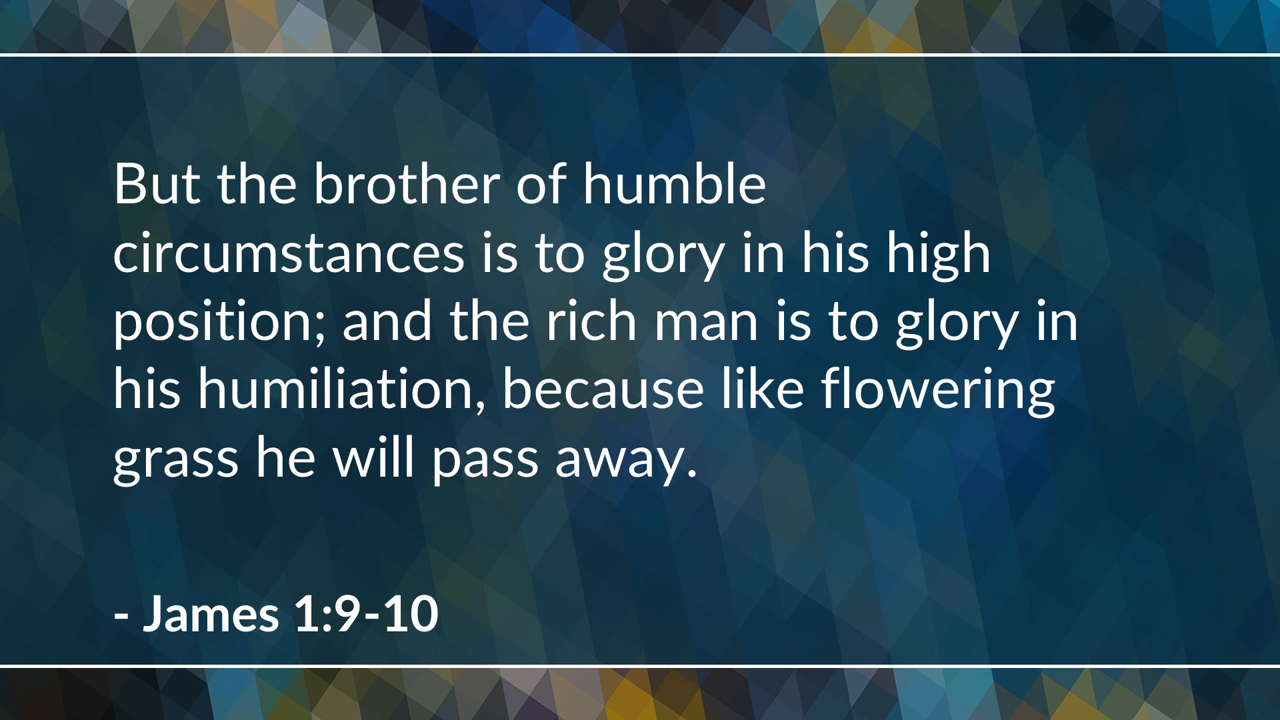 But the brother of humble
circumstances is to glory in his high
position; and the rich man is to glory in
his humiliation, because like flowering
grass he will pass away.
- James 1:9-10